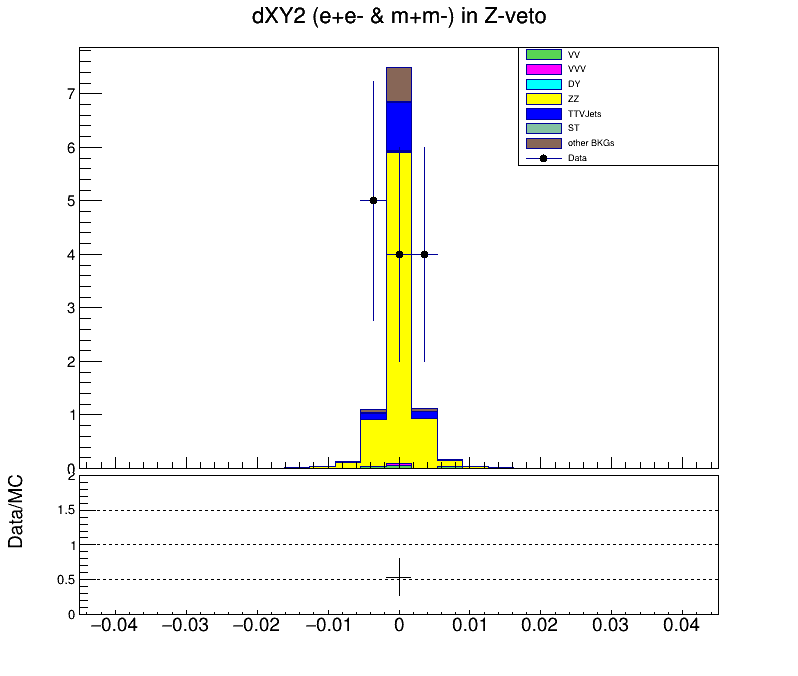 dXY2 (e+e- & m+m-) in Z-veto
VV
VVV
DY
ZZ
TTVJets
ST
other BKGs
Data
7
6
5
4
3
2
1
0
Data/MC
2
1.5
1
0.5
0
−0.04 −0.03 −0.02 −0.01 0 0.01 0.02 0.03 0.04